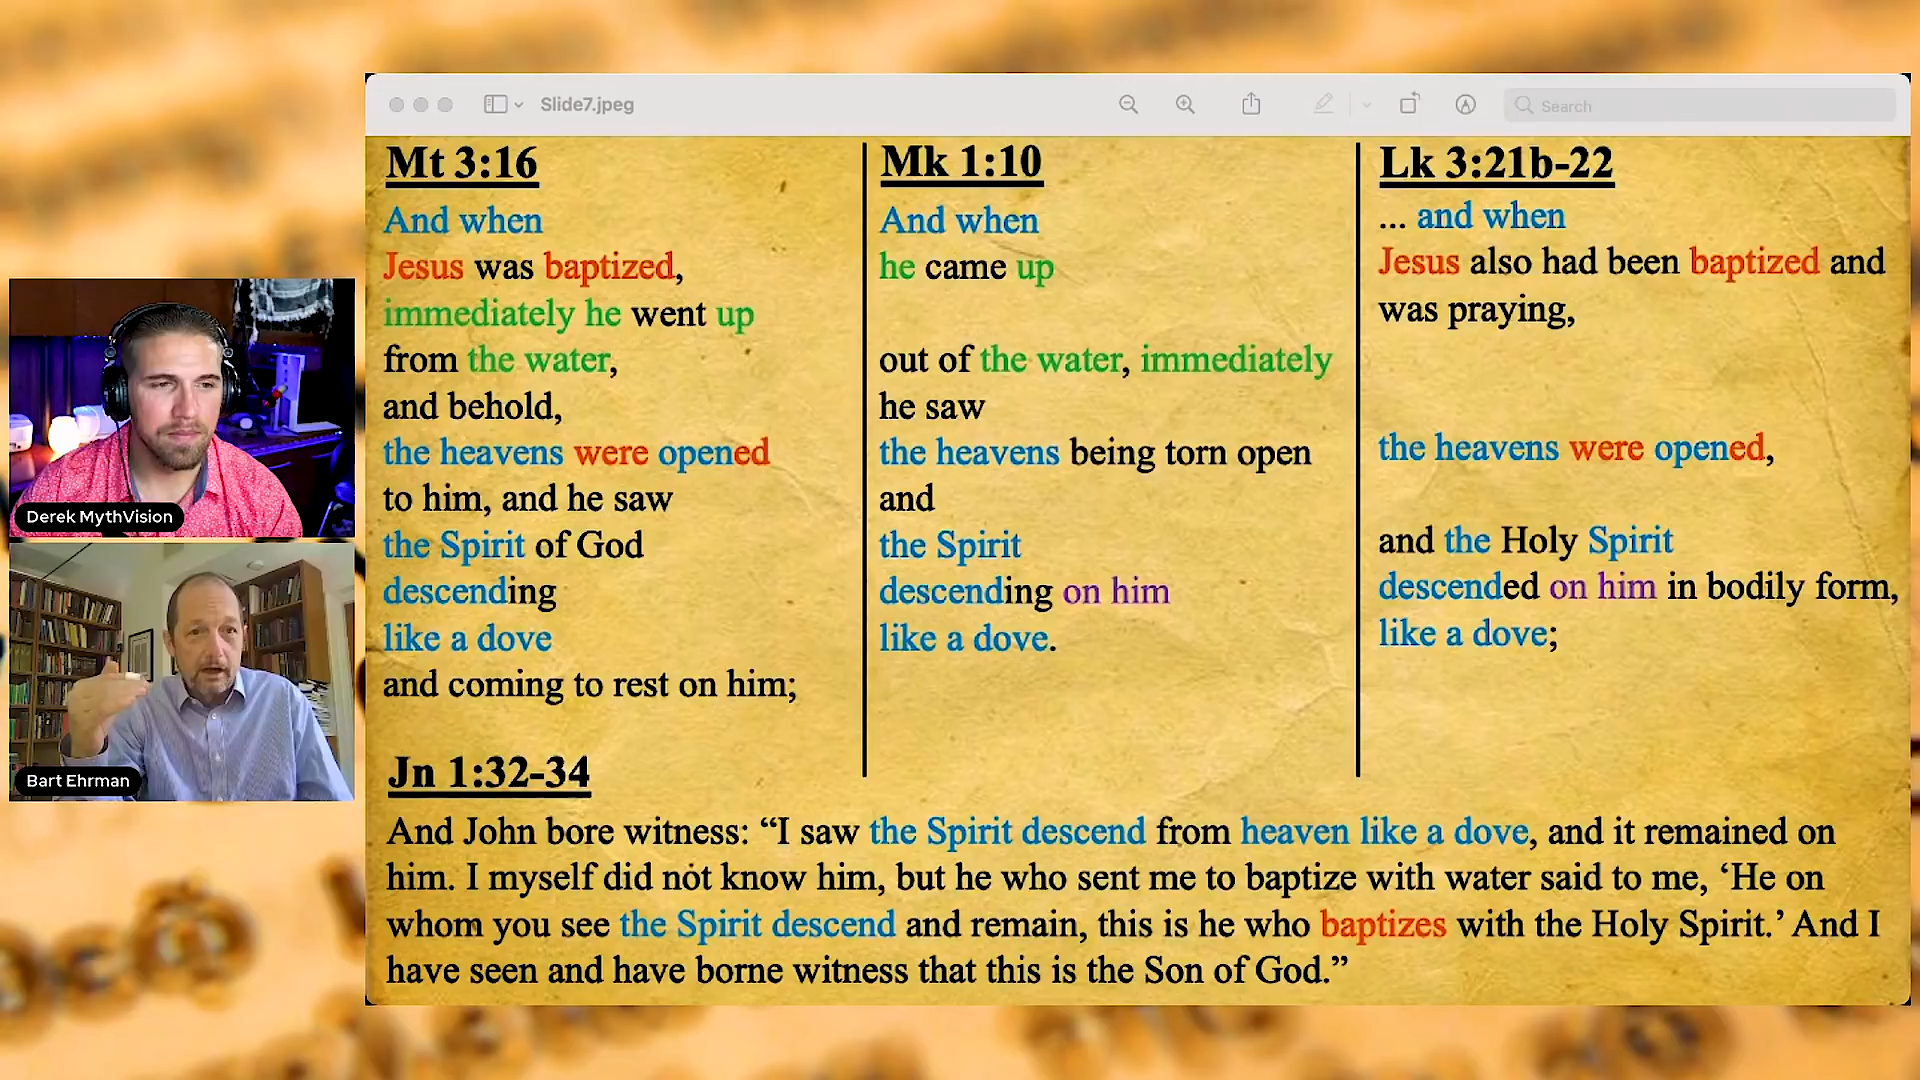 Slide7.jpeg
Search
Mt 3:16
And when
Jesus was baptized,
immediately he went up
from the water,
and behold,
the heavens were opened
to him, and he saw
the Spirit of God
descending
like a dove
and coming to rest on him;
Mk 1:10
And when
he came up
out of the water, immediately
he saw
the heavens being torn open
and
the Spirit
descending on him
like a dove.
Lk 3:21b-22
... and when
Jesus also had been baptized and
was praying,
the heavens were opened,
and the Holy Spirit
descended on him in bodily form,
like a dove;
Jn 1:32-34
And John bore witness: “I saw the Spirit descend from heaven like a dove, and it remained on
him. I myself did not know him, but he who sent me to baptize with water said to me, ‘He on
whom you see the Spirit descend and remain, this is he who baptizes with the Holy Spirit.’ And I
have seen and have borne witness that this is the Son of God.”
Derek MythVision
Bart Ehrman